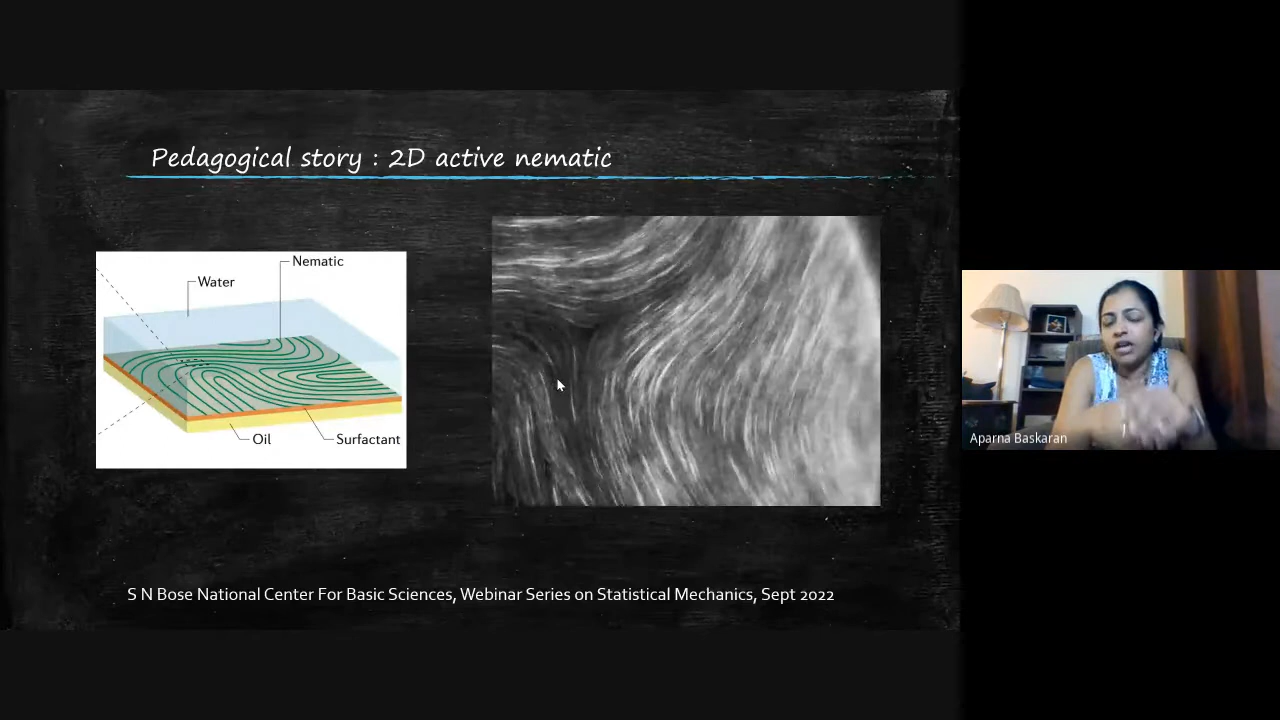 Pedagogical story : 2D active nematic
Nematic
Water
Oil
Surfactant
S N Bose National Center For Basic Sciences, Webinar Series on Statistical Mechanics, Sept 2022
Aparna Baskaran